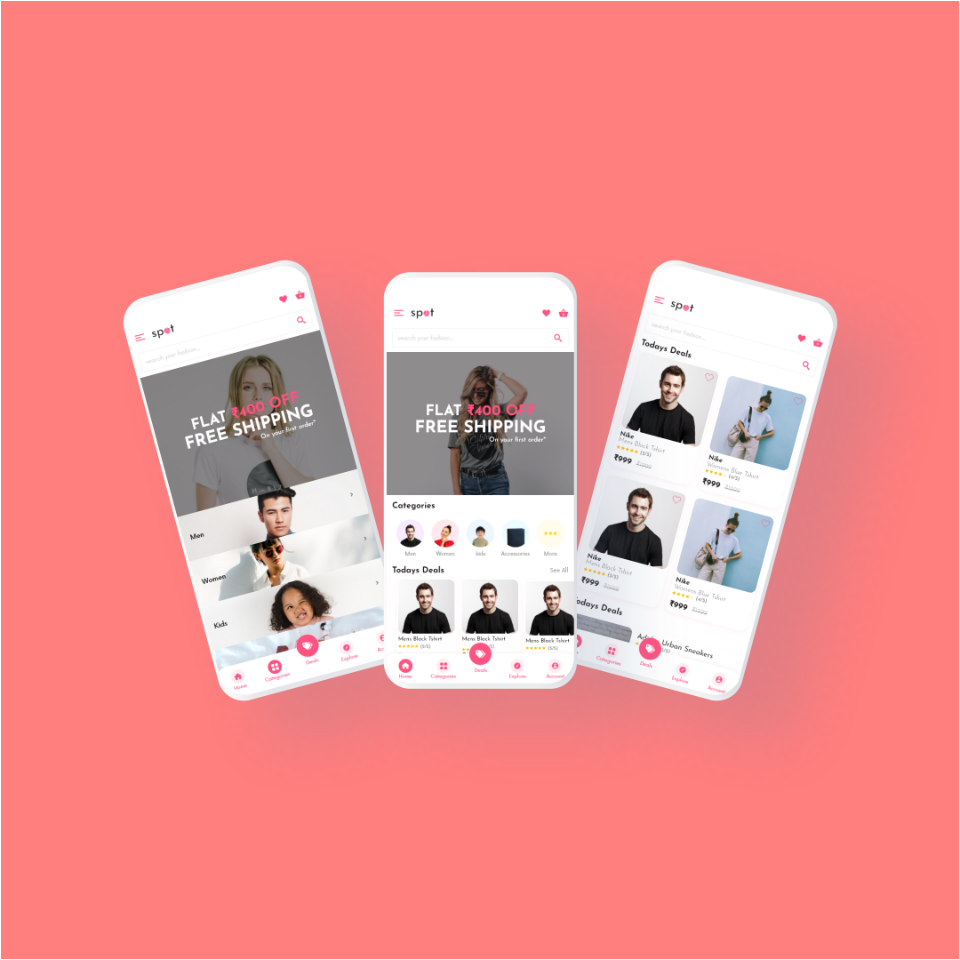 spot
search your fashion...
FLAT ₹400 OFF
FREE SHIPPING
On your first order*
Men
Women
Kids
Home
Categories
Deals
Explore
spot
search your fashion...
FLAT ₹400 OFF
FREE SHIPPING
On your first order*
Categories
Men
Women
kids
Accessories
More
Todays Deals
See All
Mens Black Tshirt
(5/5)
Mens Black Tshirt
Mens Black Tshirt
(5/5)
Home
Categories
Deals
Explore
Account
spot
search your fashion...
Todays Deals
Nike
Mens Black Tshirt
(5/5)
₹999
Nike
Womens Blue Tshirt
(4/5)
₹999
Nike
Mens Black Tshirt
(5/5)
₹999
Nike
Womens Blue Tshirt
(4/5)
₹999
Todays Deals
Urban Sneakers
Categories
Deals
Explore
Account